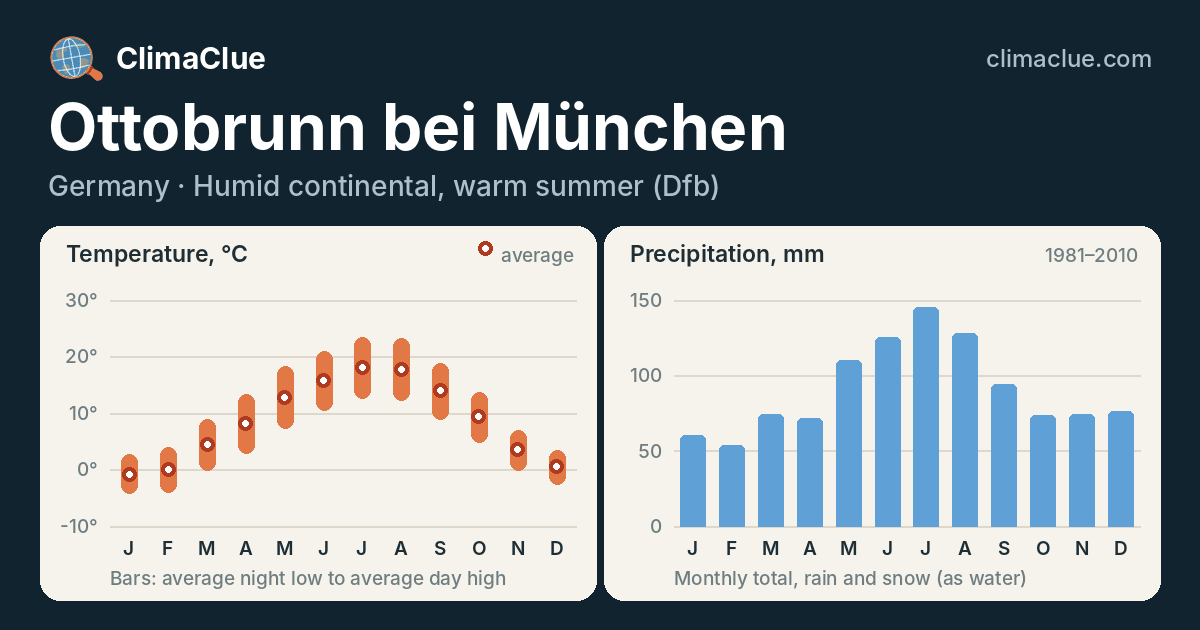 ClimaClue
climaclue.com
Ottobrunn bei München
Germany · Humid continental, warm summer (Dfb)
Temperature, °C
average
30°
20°
10°
0°
-10°
J F M A M J J A S O N D
Bars: average night low to average day high
Precipitation, mm
1981–2010
150
100
50
0
J F M A M J J A S O N D
Monthly total, rain and snow (as water)